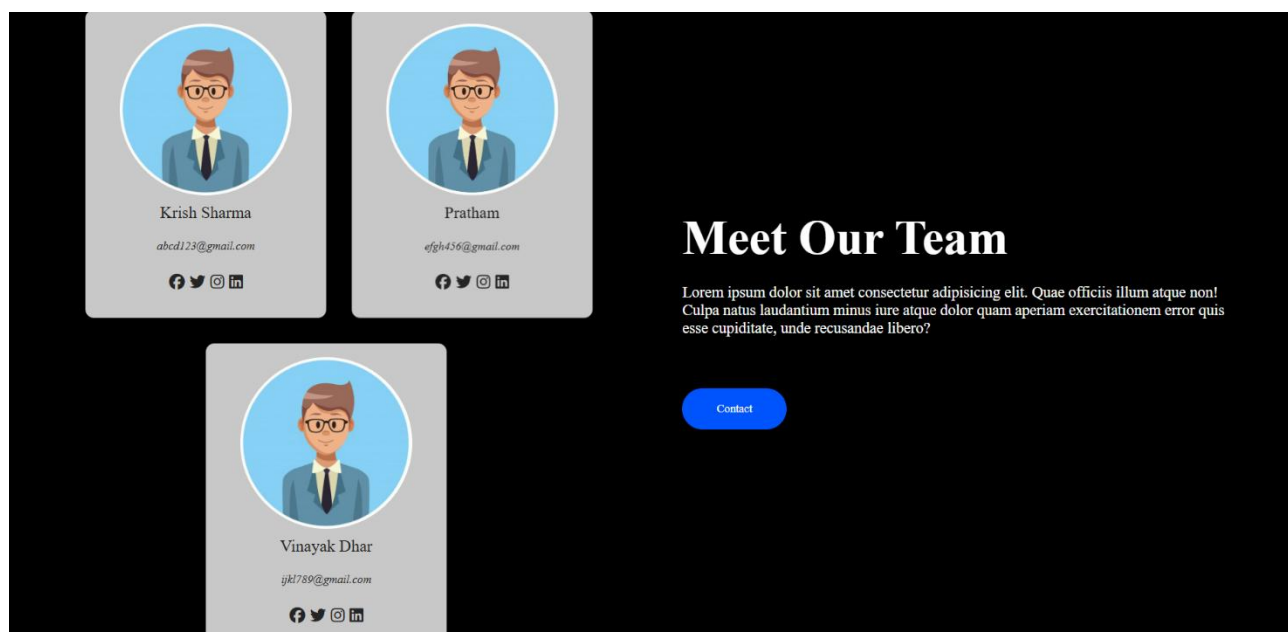 Krish Sharma
abcd123@gmail.com
Pratham
efgh456@gmail.com
Vinayak Dhar
ijkl789@gmail.com
Meet Our Team
Lorem ipsum dolor sit amet consectetur adipisicing elit. Quae officiis illum atque non!
Culpa natus laudantium minus iure atque dolor quam aperiam exercitationem error quis
esse cupiditate, unde recusandae libero?
Contact